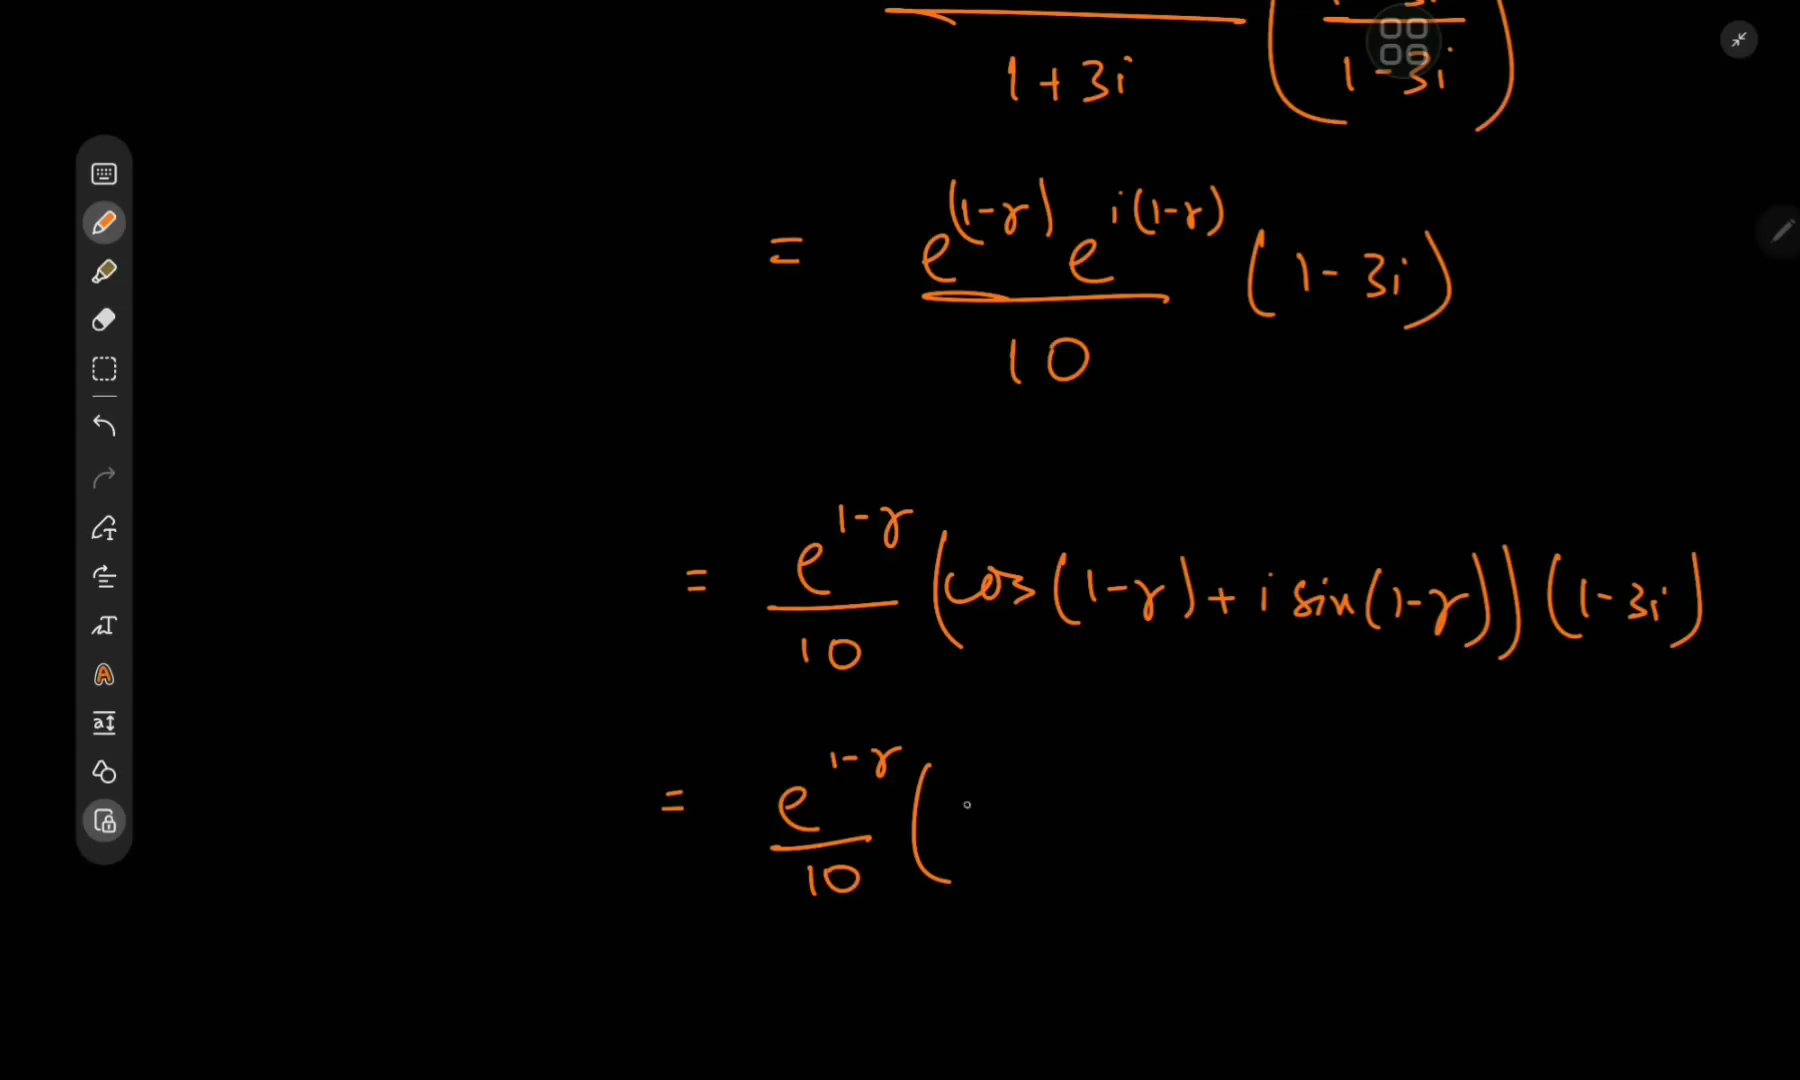 1 + 3i ( 1 - 3i )
= e^(1-γ) e^i(1-γ) / 10 (1 - 3i)
= e^1-γ / 10 (cos(1-γ) + i sin(1-γ)) (1-3i)
= e^1-γ / 10 (